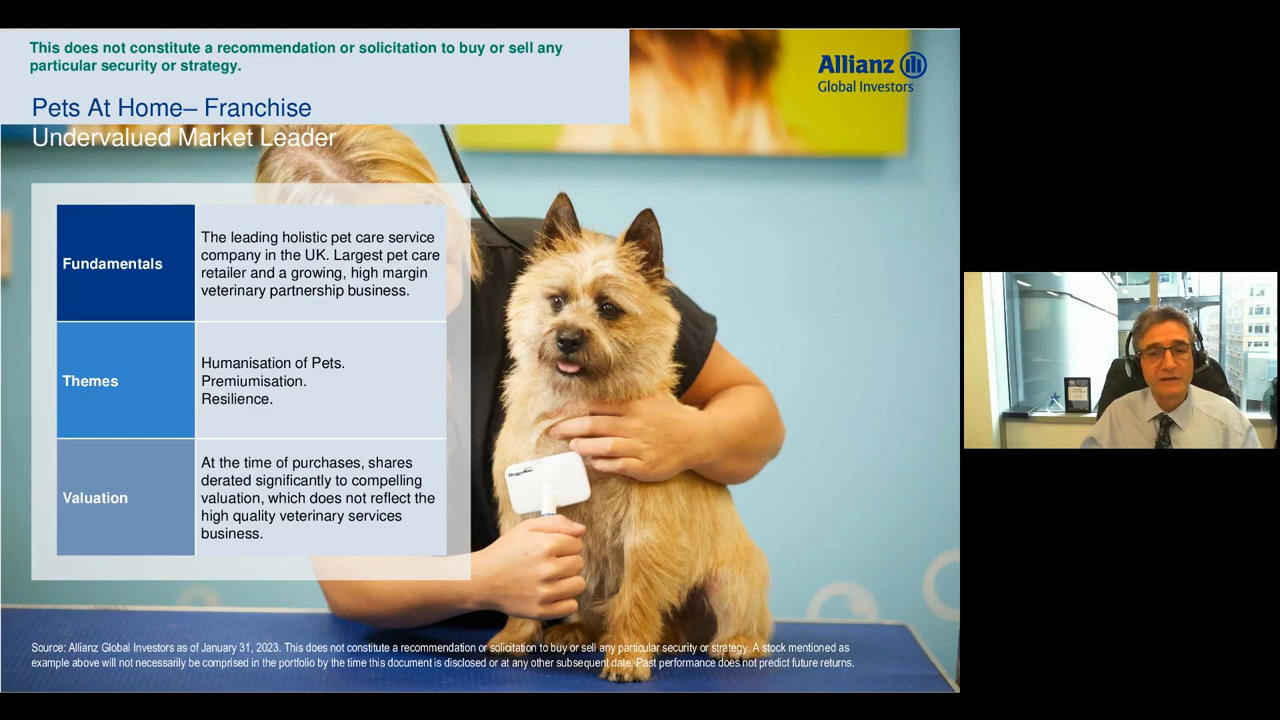 This does not constitute a recommendation or solicitation to buy or sell any
particular security or strategy.
Allianz
Global Investors
Pets At Home– Franchise
Undervalued Market Leader
Fundamentals
The leading holistic pet care service
company in the UK. Largest pet care
retailer and a growing, high margin
veterinary partnership business.
Themes
Humanisation of Pets.
Premiumisation.
Resilience.
Valuation
At the time of purchases, shares
derated significantly to compelling
valuation, which does not reflect the
high quality veterinary services
business.
Source: Allianz Global Investors as of January 31, 2023. This does not constitute a recommendation or solicitation to buy or sell any particular security or strategy. A stock mentioned as
example above will not necessarily be comprised in the portfolio by the time this document is disclosed or at any other subsequent date. Past performance does not predict future returns.